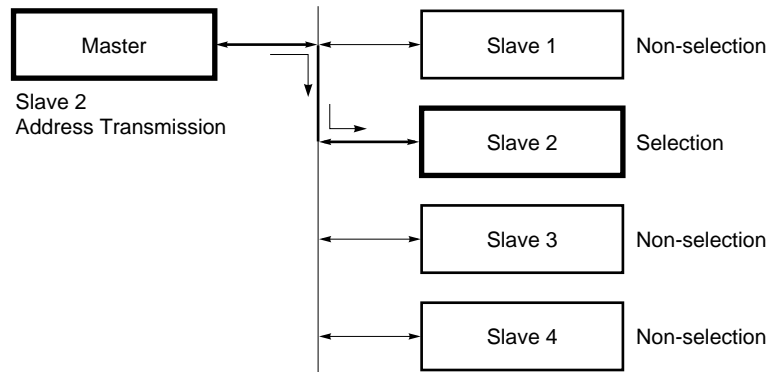 Master
Slave 2
Address Transmission
Slave 1
Non-selection
Slave 2
Selection
Slave 3
Non-selection
Slave 4
Non-selection